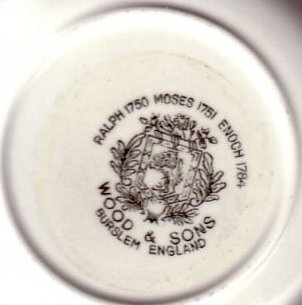 RALPH 1750 MOSES 1751 ENOCH 1784
WOOD & SONS
BURSLEM ENGLAND